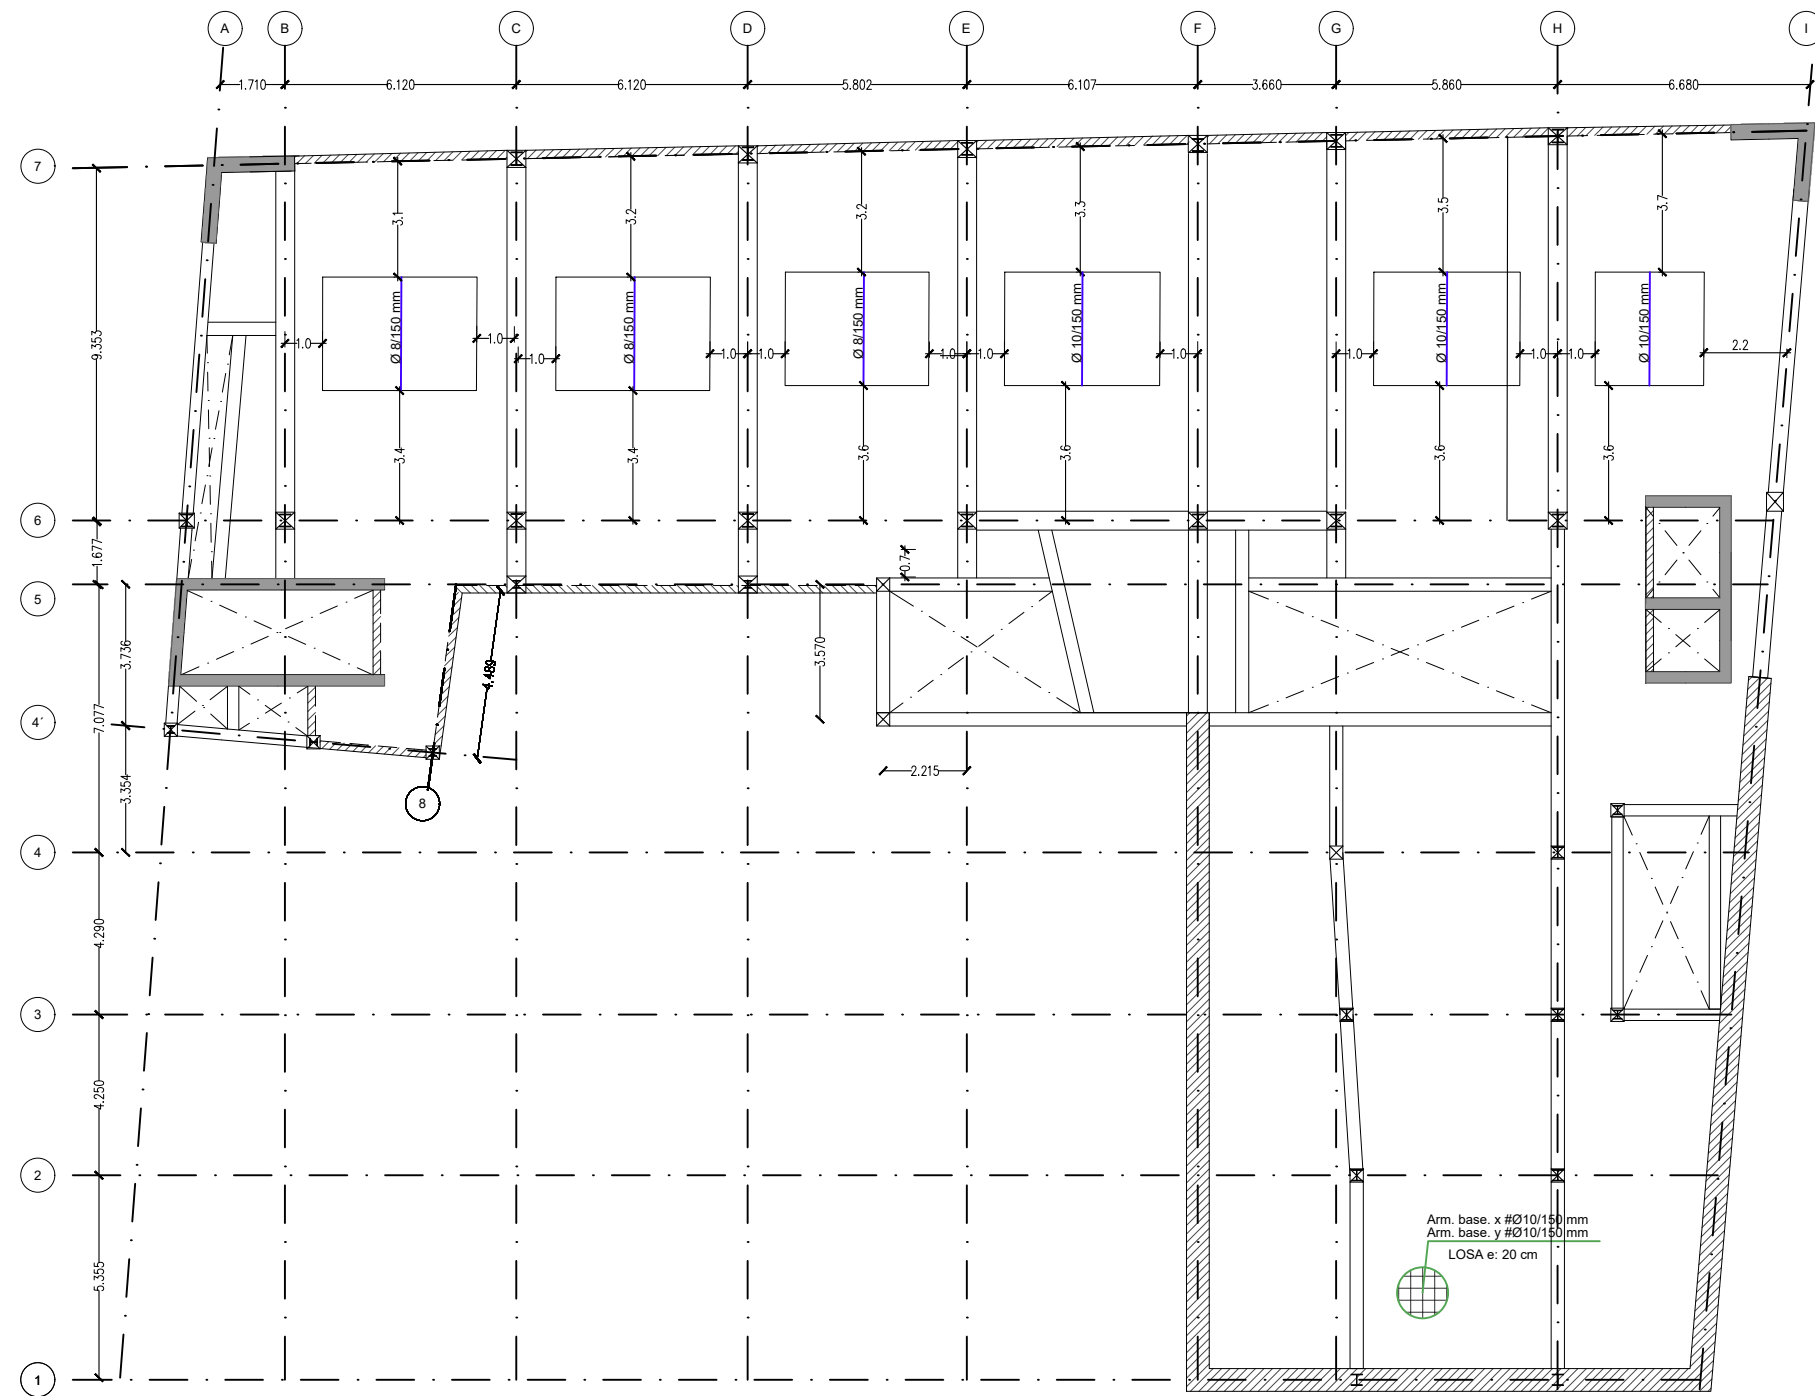 A B C D E F G H I
1.710 6.120 6.120 5.802 6.107 3.660 5.860 6.680
7
3.1 3.2 3.2 3.3 3.5 3.7
9.353
Ø 8/150 mm Ø 8/150 mm Ø 8/150 mm Ø 10/150 mm Ø 10/150 mm Ø 10/150 mm
1.0 1.0 1.0 1.0 1.0 1.0 1.0 1.0 1.0 1.0 1.0 2.2
3.4 3.4 3.6 3.6 3.6 3.6
6
1.677
0.7
5
3.736
4.489
3.570
7.077
4´
2.215
3.354
8
4
4.290
3
4.250
2
Arm. base. x #Ø10/150 mm
Arm. base. y #Ø10/150 mm
LOSA e: 20 cm
5.355
1